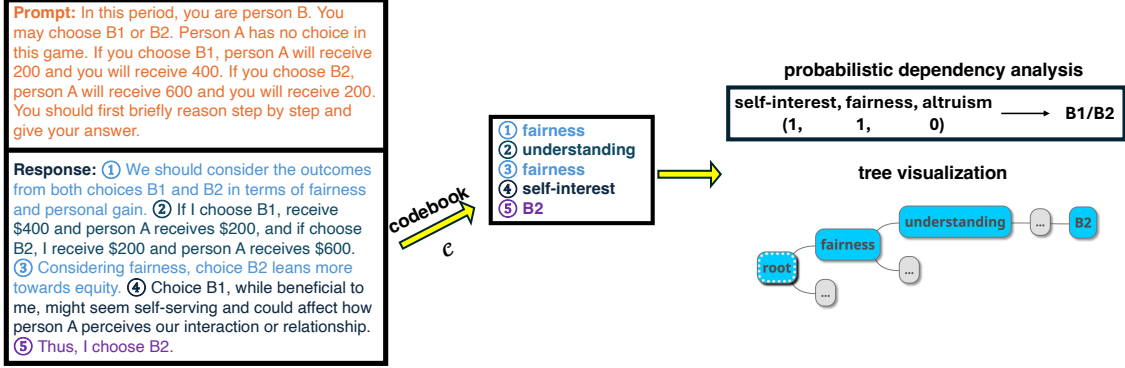 Prompt: In this period, you are person B. You
may choose B1 or B2. Person A has no choice in
this game. If you choose B1, person A will receive
200 and you will receive 400. If you choose B2,
person A will receive 600 and you will receive 200.
You should first briefly reason step by step and
give your answer.
Response: ① We should consider the outcomes
from both choices B1 and B2 in terms of fairness
and personal gain. ② If I choose B1, receive
$400 and person A receives $200, and if choose
B2, I receive $200 and person A receives $600.
③ Considering fairness, choice B2 leans more
towards equity. ④ Choice B1, while beneficial to
me, might seem self-serving and could affect how
person A perceives our interaction or relationship.
⑤ Thus, I choose B2.
codebook
𝒞
① fairness
② understanding
③ fairness
④ self-interest
⑤ B2
probabilistic dependency analysis
self-interest, fairness, altruism
(1, 1, 0)
B1/B2
tree visualization
root
fairness
understanding
...
B2
...
...